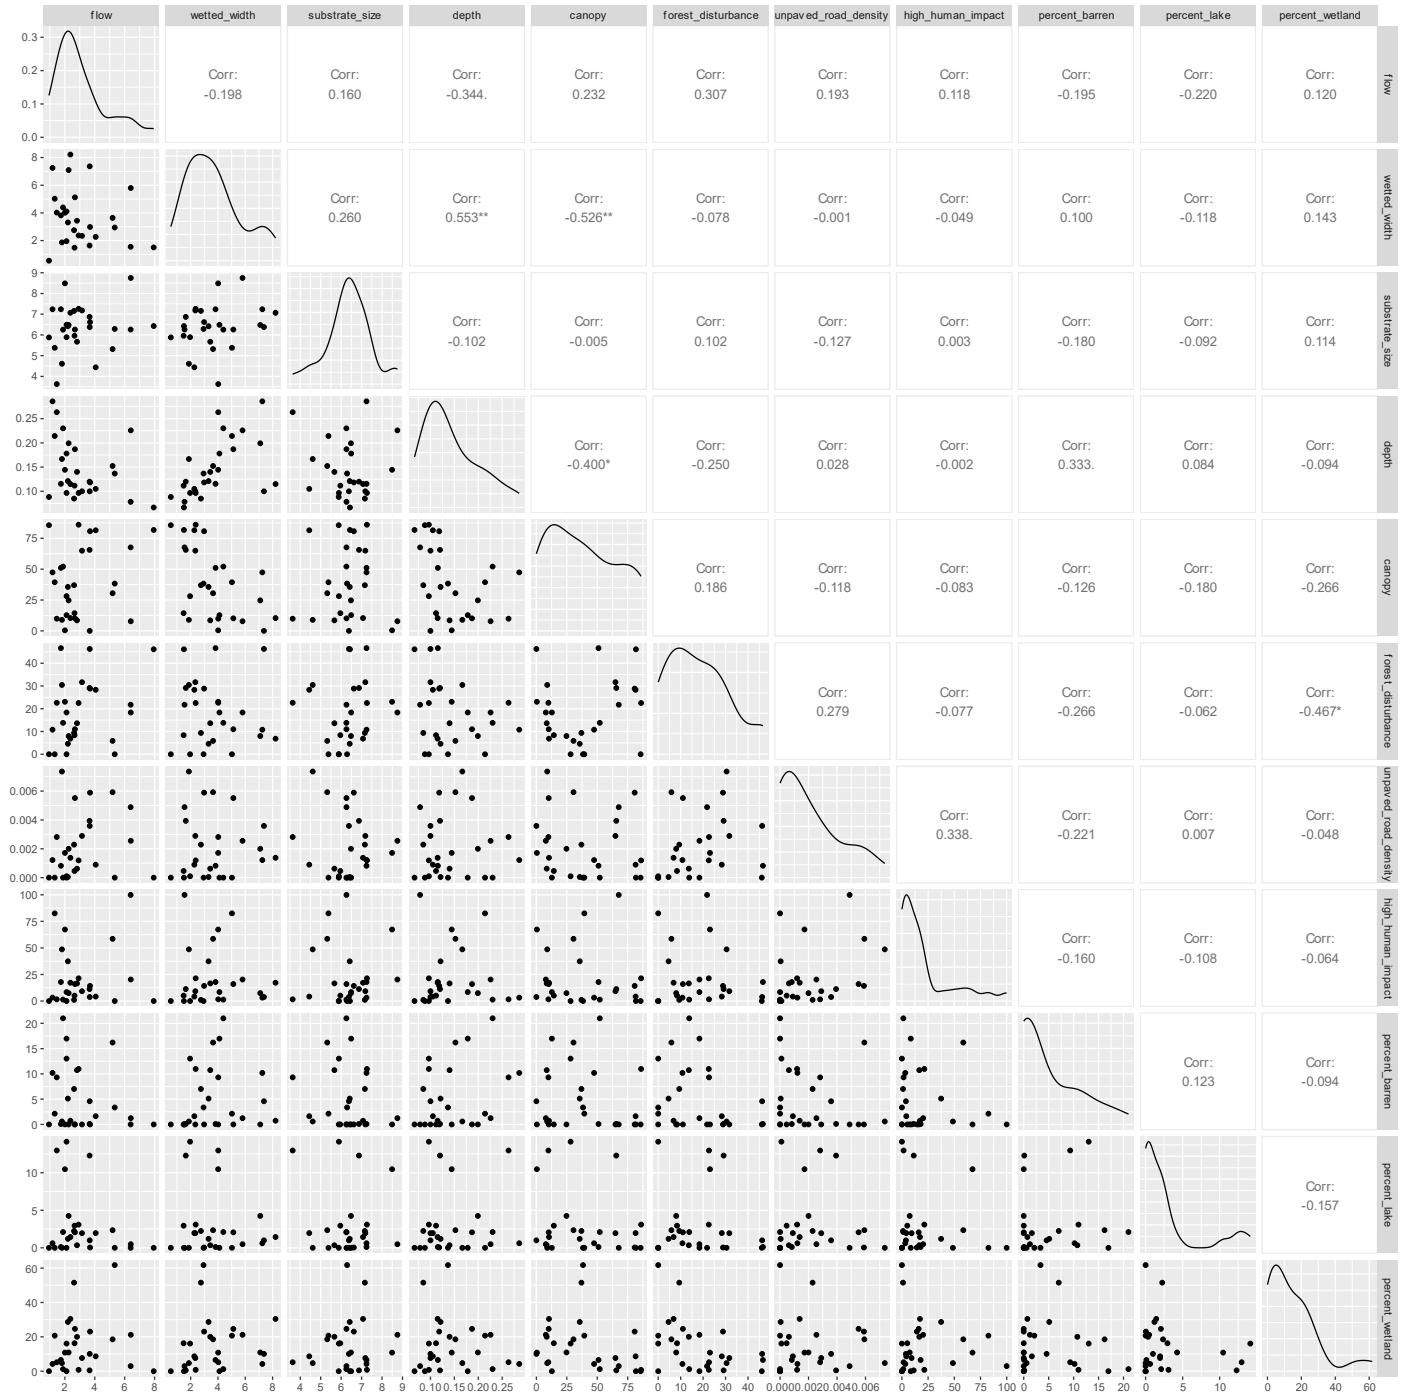 flow wetted_width substrate_size depth canopy forest_disturbance unpaved_road_density high_human_impact percent_barren percent_lake percent_wetland
0.3
0.2
0.1
0.0
Corr: Corr: Corr: Corr: Corr: Corr: Corr: Corr: Corr: Corr:
-0.198 0.160 -0.344. 0.232 0.307 0.193 0.118 -0.195 -0.220 0.120
flow
8
6
4
2
Corr: Corr: Corr: Corr: Corr: Corr: Corr: Corr: Corr:
0.260 0.553** -0.526** -0.078 -0.001 -0.049 0.100 -0.118 0.143
wetted_width
9
8
7
6
5
4
Corr: Corr: Corr: Corr: Corr: Corr: Corr: Corr:
-0.102 -0.005 0.102 -0.127 0.003 -0.180 -0.092 0.114
substrate_size
0.25
0.20
0.15
0.10
Corr: Corr: Corr: Corr: Corr: Corr: Corr:
-0.400* -0.250 0.028 -0.002 0.333. 0.084 -0.094
depth
75
50
25
0
Corr: Corr: Corr: Corr: Corr: Corr:
0.186 -0.118 -0.083 -0.126 -0.180 -0.266
canopy
40
30
20
10
0
Corr: Corr: Corr: Corr: Corr:
0.279 -0.077 -0.266 -0.062 -0.467*
forest_disturbance
0.006
0.004
0.002
0.000
Corr: Corr: Corr: Corr:
0.338. -0.221 0.007 -0.048
unpaved_road_density
100
75
50
25
0
Corr: Corr: Corr:
-0.160 -0.108 -0.064
high_human_impact
20
15
10
5
0
Corr: Corr:
0.123 -0.094
percent_barren
10
5
0
Corr:
-0.157
percent_lake
60
40
20
0
percent_wetland
2 4 6 8 2 4 6 8 4 5 6 7 8 9 0.10 0.15 0.20 0.25 0 25 50 75 0 10 20 30 40 0.000 0.002 0.004 0.006 0 25 50 75 100 0 5 10 15 20 0 5 10 0 20 40 60